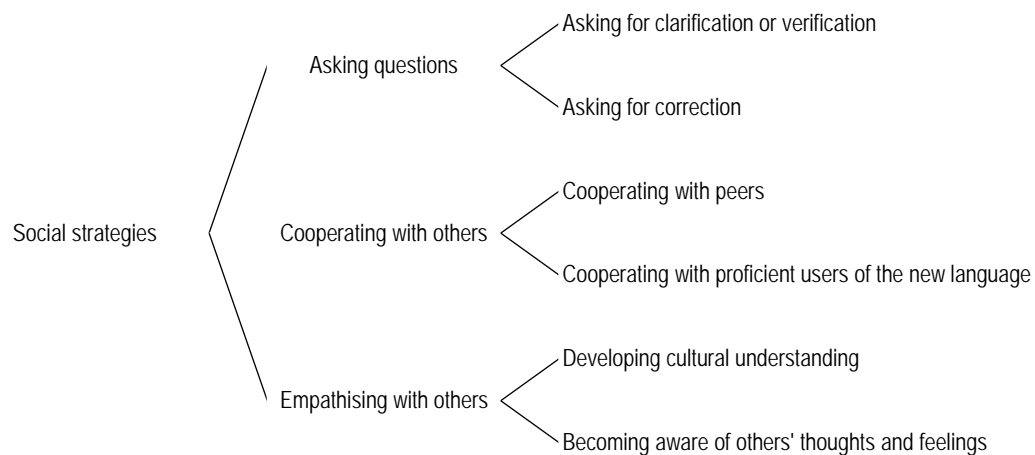 Asking for clarification or verification
Asking questions
Asking for correction
Cooperating with peers
Social strategies
Cooperating with others
Cooperating with proficient users of the new language
Developing cultural understanding
Empathising with others
Becoming aware of others' thoughts and feelings